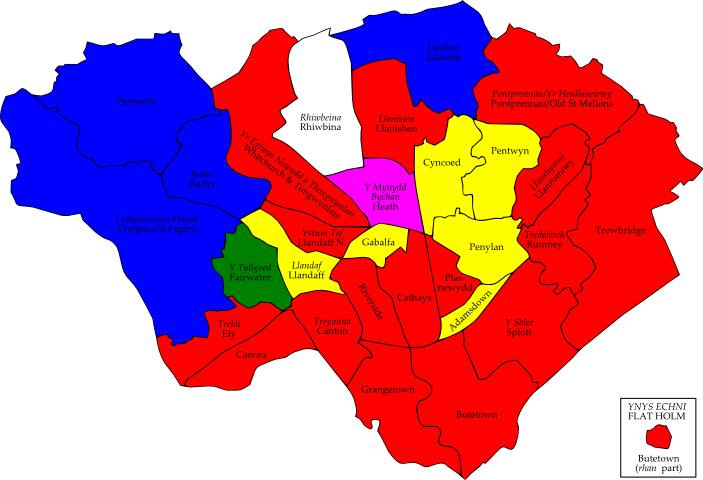 Llysfaen
Lisvane
Pentyrch
Pontprennau/Yr Henllaneirwg
Pontprennau/Old St Mellons
Rhiwbeina
Rhiwbina
Llanisien
Llanishen
Yr Eglwys Newydd a Thongwynlais
Whitchurch & Tongwynlais
Cyncoed
Pentwyn
Llanrhymni
Llanrumney
Radur
Radyr
Y Mynydd
Bychan
Heath
Creigiau/Sain Ffagan
Creigiau/St Fagans
Ystum Taf
Llandaff N.
Gabalfa
Penylan
Tredelerch
Rumney
Trowbridge
Y Tyllgoed
Fairwater
Llandaf
Llandaff
Riverside
Cathays
Plas-
newydd
Adamsdown
Trelái
Ely
Treganna
Canton
Y Sblot
Splott
Caerau
Grangetown
Butetown
YNYS ECHNI
FLAT HOLM
Butetown
(rhan part)